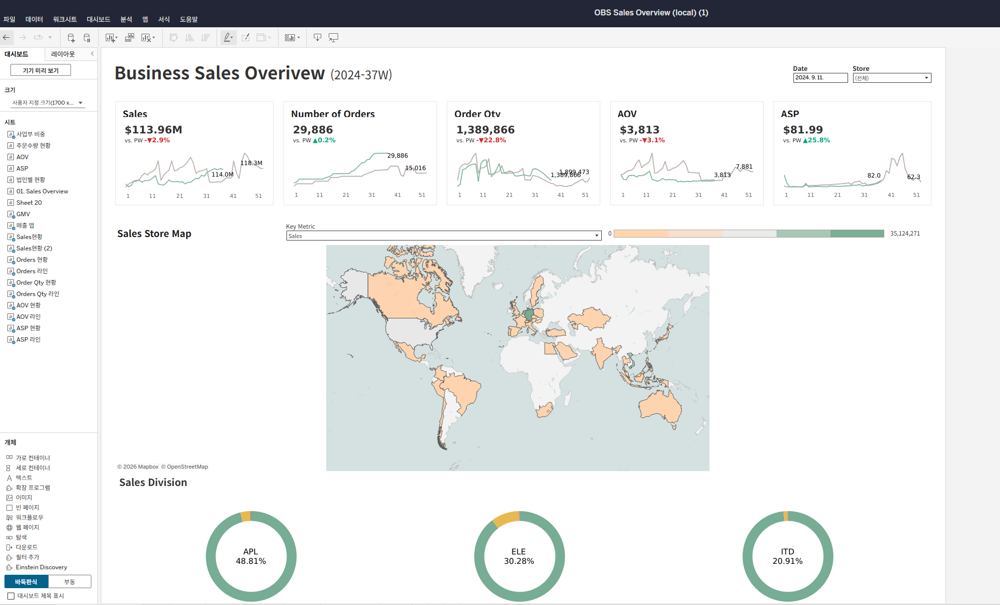 OBS Sales Overview (local) (1)
파일 데이터 워크시트 대시보드 분석 맵 서식 도움말
대시보드 레이아웃
기기 미리 보기
크기
사용자 지정 크기(1700 x...
시트
사업부 비중
주문수량 현황
AOV
ASP
법인별 현황
01. Sales Overview
Sheet 20
GMV
매출 맵
Sales현황
Sales현황 (2)
Orders 현황
Orders 라인
Order Qty 현황
Orders Qty 라인
AOV 현황
AOV 라인
ASP 현황
ASP 라인
개체
가로 컨테이너
세로 컨테이너
텍스트
확장 프로그램
이미지
빈 페이지
워크플로우
웹 페이지
탐색
다운로드
필터 추가
Einstein Discovery
바둑판식 부동
대시보드 제목 표시
Business Sales Overivew (2024-37W)
Date Store
2024. 9. 11. (전체)
Sales
$113.96M
vs. PW -▼2.9%
118.3M
114.0M
1 11 21 31 41 51
Number of Orders
29,886
vs. PW ▲0.2%
29,886
15,016
1 11 21 31 41 51
Order Qty
1,389,866
vs. PW -▼22.8%
1,899,473
1,389,866
1 11 21 31 41 51
AOV
$3,813
vs. PW -▼3.1%
7,881
3,813
1 11 21 31 41 51
ASP
$81.99
vs. PW ▲25.8%
82.0
62.3
1 11 21 31 41 51
Sales Store Map
Key Metric
Sales
0 35,124,271
© 2026 Mapbox © OpenStreetMap
Sales Division
APL
48.81%
ELE
30.28%
ITD
20.91%